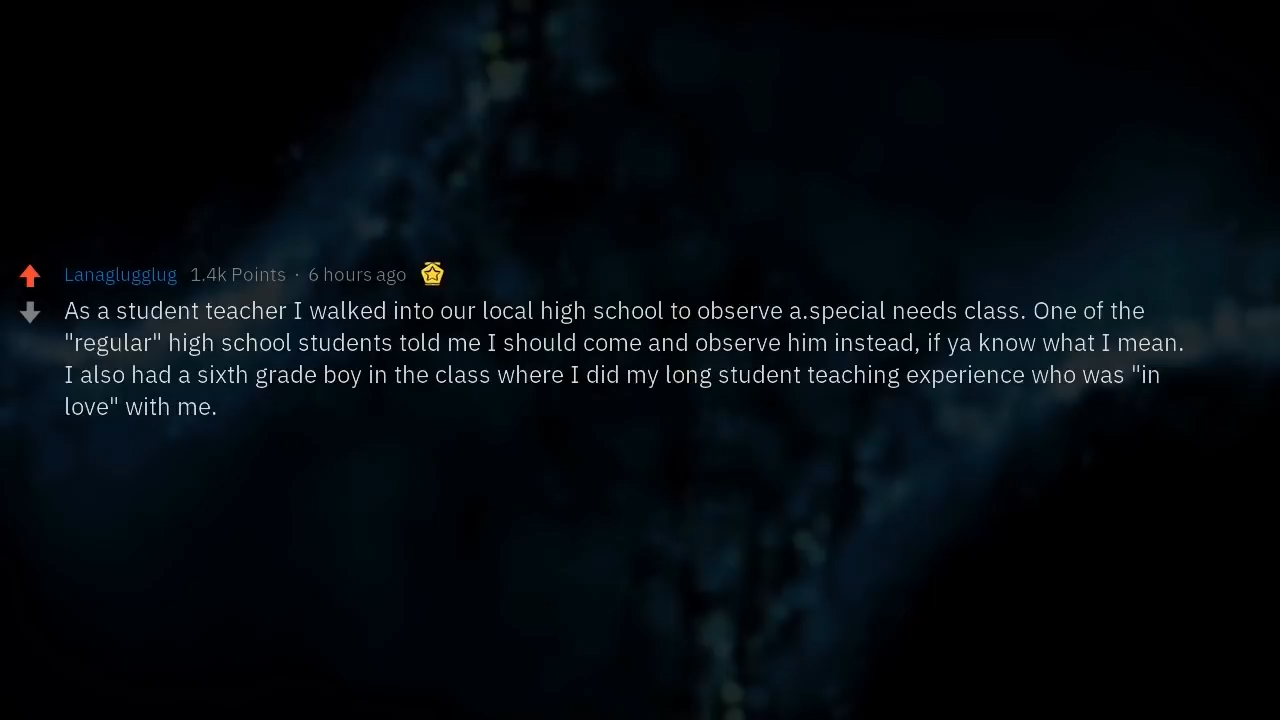 Lanaglugglug 1.4k Points · 6 hours ago
As a student teacher I walked into our local high school to observe a.special needs class. One of the
"regular" high school students told me I should come and observe him instead, if ya know what I mean.
I also had a sixth grade boy in the class where I did my long student teaching experience who was "in
love" with me.